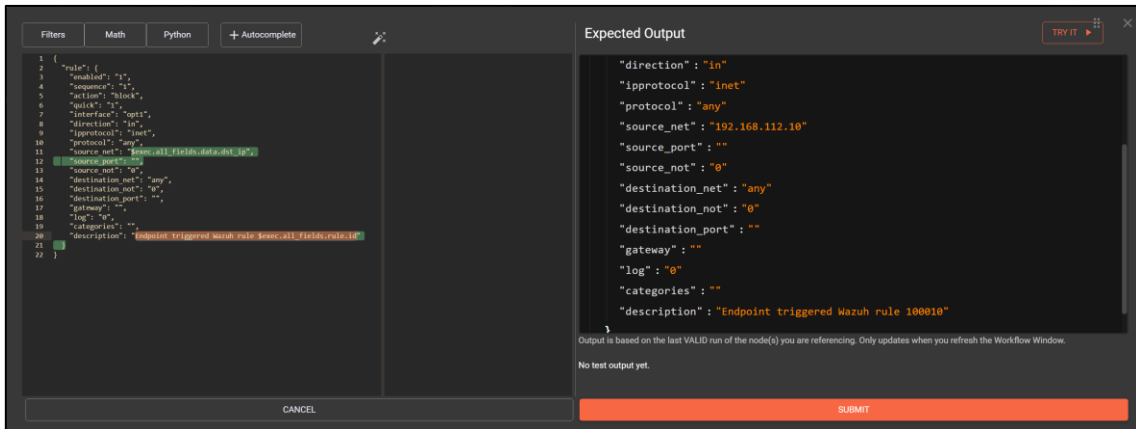 Filters
Math
Python
+ Autocomplete
1 {
2 "rule": {
3 "enabled": "1",
4 "sequence": "1",
5 "action": "block",
6 "quick": "1",
7 "interface": "opt1",
8 "direction": "in",
9 "ipprotocol": "inet",
10 "protocol": "any",
11 "source_net": "$exec.all_fields.data.dst_ip",
12 "source_port": "",
13 "source_not": "0",
14 "destination_net": "any",
15 "destination_not": "0",
16 "destination_port": "",
17 "gateway": "",
18 "log": "0",
19 "categories": "",
20 "description": "Endpoint triggered Wazuh rule $exec.all_fields.rule.id"
21 }
22 }
CANCEL
Expected Output
TRY IT
"direction" : "in"
"ipprotocol" : "inet"
"protocol" : "any"
"source_net" : "192.168.112.10"
"source_port" : ""
"source_not" : "0"
"destination_net" : "any"
"destination_not" : "0"
"destination_port" : ""
"gateway" : ""
"log" : "0"
"categories" : ""
"description" : "Endpoint triggered Wazuh rule 100010"
}
Output is based on the last VALID run of the node(s) you are referencing. Only updates when you refresh the Workflow Window.
No test output yet.
SUBMIT